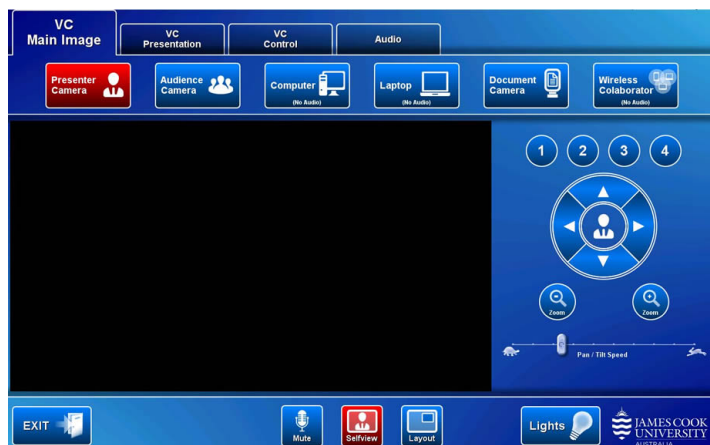 VC
Main Image
VC
Presentation
VC
Control
Audio
Presenter
Camera
Audience
Camera
Computer
(No Audio)
Laptop
(No Audio)
Document
Camera
Wireless
Colaborator
(No Audio)
1 2 3 4
Zoom
Zoom
Pan / Tilt Speed
EXIT
Mute
Selfview
Layout
Lights
JAMES COOK
UNIVERSITY
AUSTRALIA